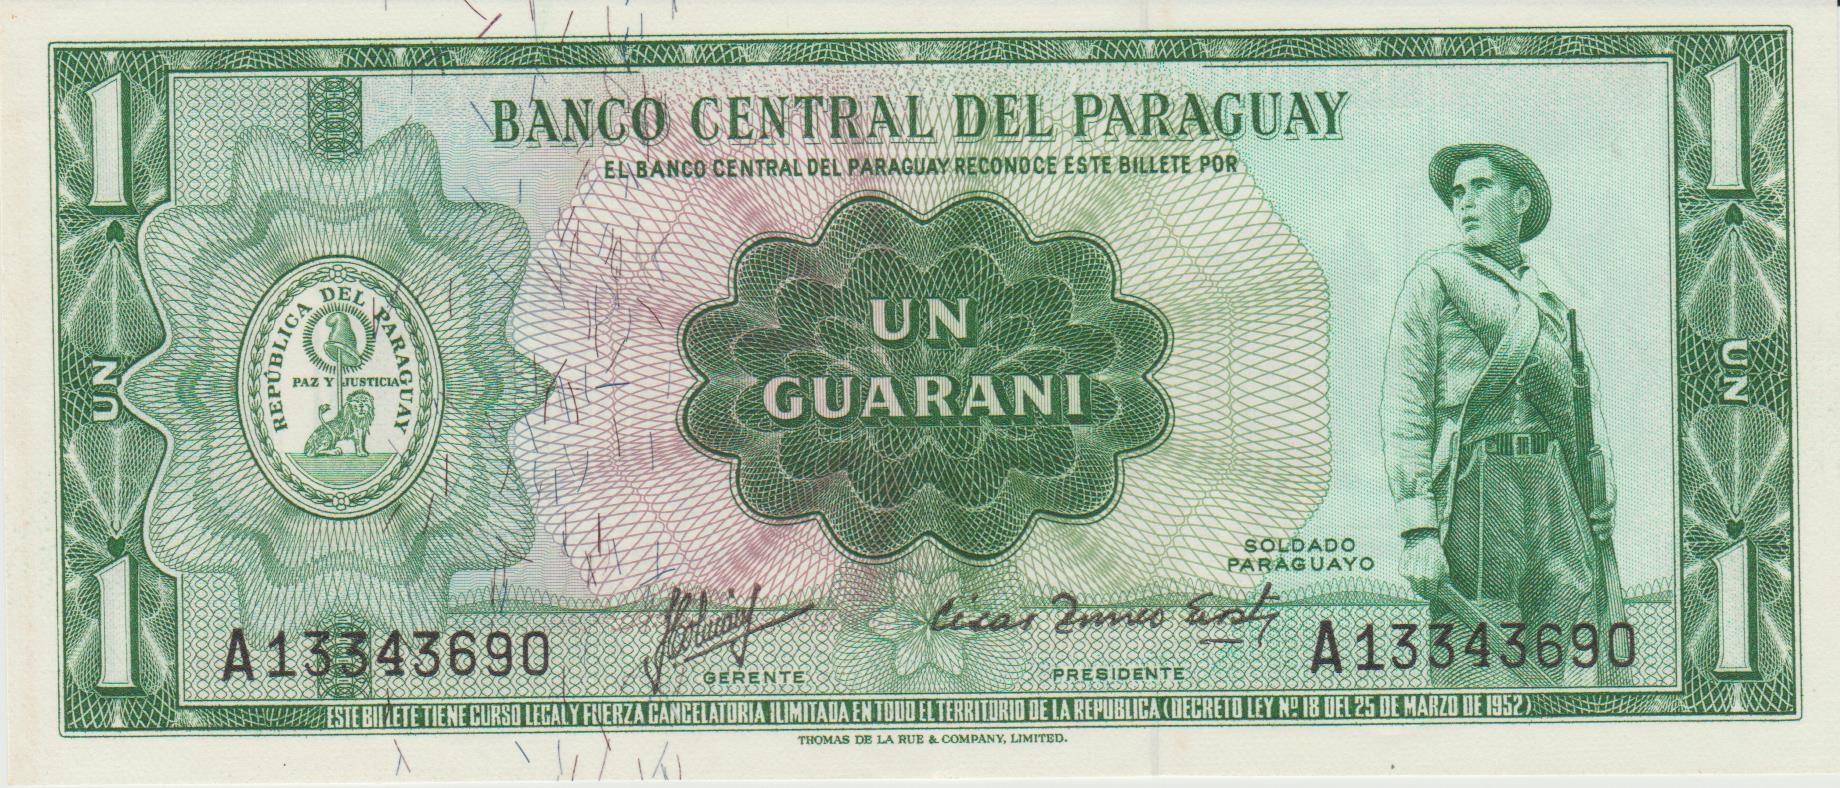 1
1
BANCO CENTRAL DEL PARAGUAY
EL BANCO CENTRAL DEL PARAGUAY RECONOCE ESTE BILLETE POR
REPÚBLICA DEL PARAGUAY
PAZ Y JUSTICIA
UN
GUARANI
UN
UN
SOLDADO
PARAGUAYO
A13343690
GERENTE
PRESIDENTE
A13343690
1
1
ESTE BILLETE TIENE CURSO LEGAL Y FUERZA CANCELATORIA ILIMITADA EN TODO EL TERRITORIO DE LA REPUBLICA (DECRETO LEY Nº 18 DEL 25 DE MARZO DE 1952)
THOMAS DE LA RUE & COMPANY, LIMITED.